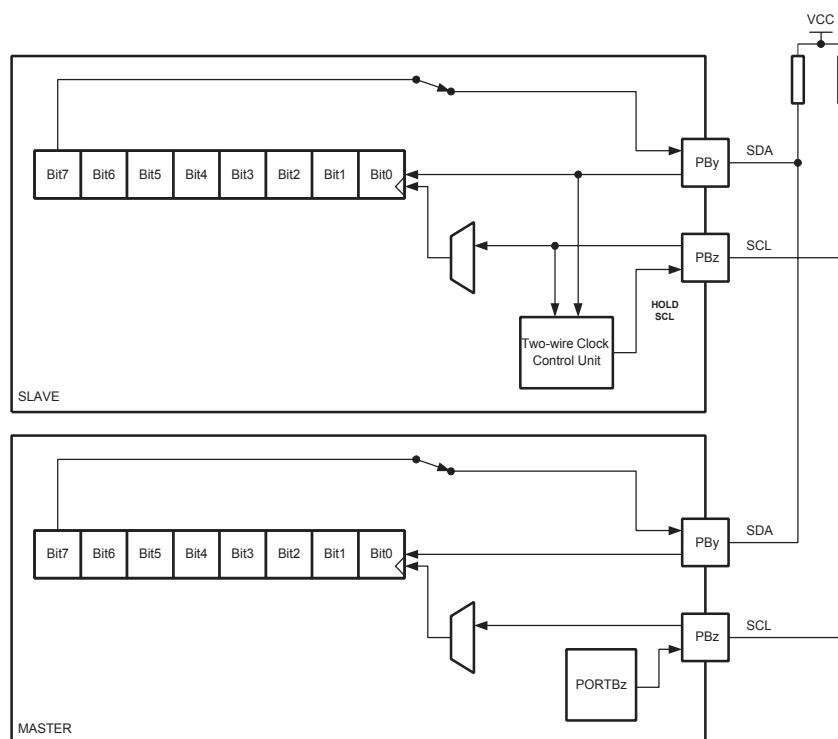 VCC
Bit7 Bit6 Bit5 Bit4 Bit3 Bit2 Bit1 Bit0
PBy
SDA
PBz
SCL
HOLD
SCL
Two-wire Clock
Control Unit
SLAVE
Bit7 Bit6 Bit5 Bit4 Bit3 Bit2 Bit1 Bit0
PBy
SDA
PBz
SCL
PORTBz
MASTER